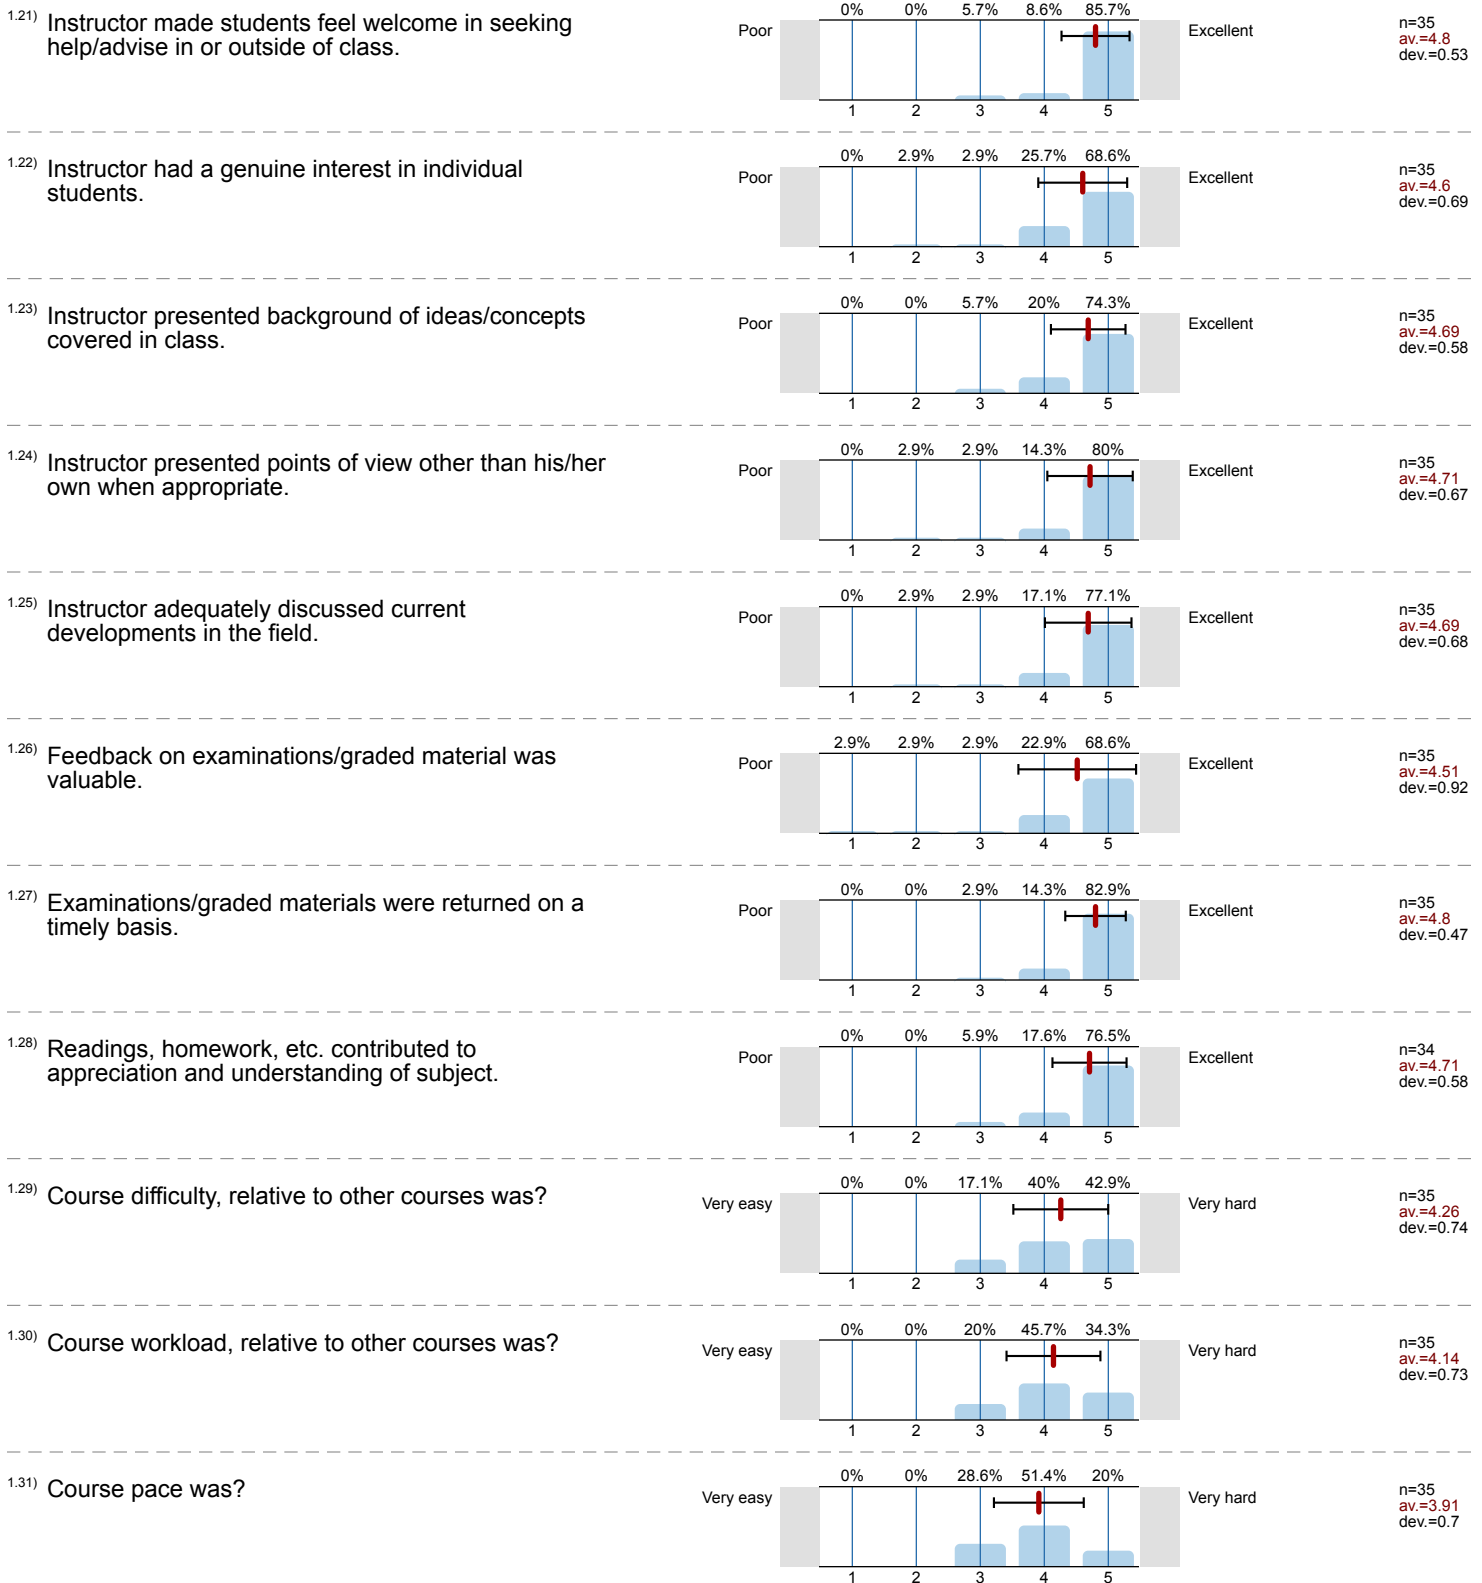 1.21) Instructor made students feel welcome in seeking
help/advise in or outside of class.
0% 0% 5.7% 8.6% 85.7%
Poor Excellent
1 2 3 4 5
n=35
av.=4.8
dev.=0.53
1.22) Instructor had a genuine interest in individual
students.
0% 2.9% 2.9% 25.7% 68.6%
Poor Excellent
1 2 3 4 5
n=35
av.=4.6
dev.=0.69
1.23) Instructor presented background of ideas/concepts
covered in class.
0% 0% 5.7% 20% 74.3%
Poor Excellent
1 2 3 4 5
n=35
av.=4.69
dev.=0.58
1.24) Instructor presented points of view other than his/her
own when appropriate.
0% 2.9% 2.9% 14.3% 80%
Poor Excellent
1 2 3 4 5
n=35
av.=4.71
dev.=0.67
1.25) Instructor adequately discussed current
developments in the field.
0% 2.9% 2.9% 17.1% 77.1%
Poor Excellent
1 2 3 4 5
n=35
av.=4.69
dev.=0.68
1.26) Feedback on examinations/graded material was
valuable.
2.9% 2.9% 2.9% 22.9% 68.6%
Poor Excellent
1 2 3 4 5
n=35
av.=4.51
dev.=0.92
1.27) Examinations/graded materials were returned on a
timely basis.
0% 0% 2.9% 14.3% 82.9%
Poor Excellent
1 2 3 4 5
n=35
av.=4.8
dev.=0.47
1.28) Readings, homework, etc. contributed to
appreciation and understanding of subject.
0% 0% 5.9% 17.6% 76.5%
Poor Excellent
1 2 3 4 5
n=34
av.=4.71
dev.=0.58
1.29) Course difficulty, relative to other courses was?
0% 0% 17.1% 40% 42.9%
Very easy Very hard
1 2 3 4 5
n=35
av.=4.26
dev.=0.74
1.30) Course workload, relative to other courses was?
0% 0% 20% 45.7% 34.3%
Very easy Very hard
1 2 3 4 5
n=35
av.=4.14
dev.=0.73
1.31) Course pace was?
0% 0% 28.6% 51.4% 20%
Very easy Very hard
1 2 3 4 5
n=35
av.=3.91
dev.=0.7